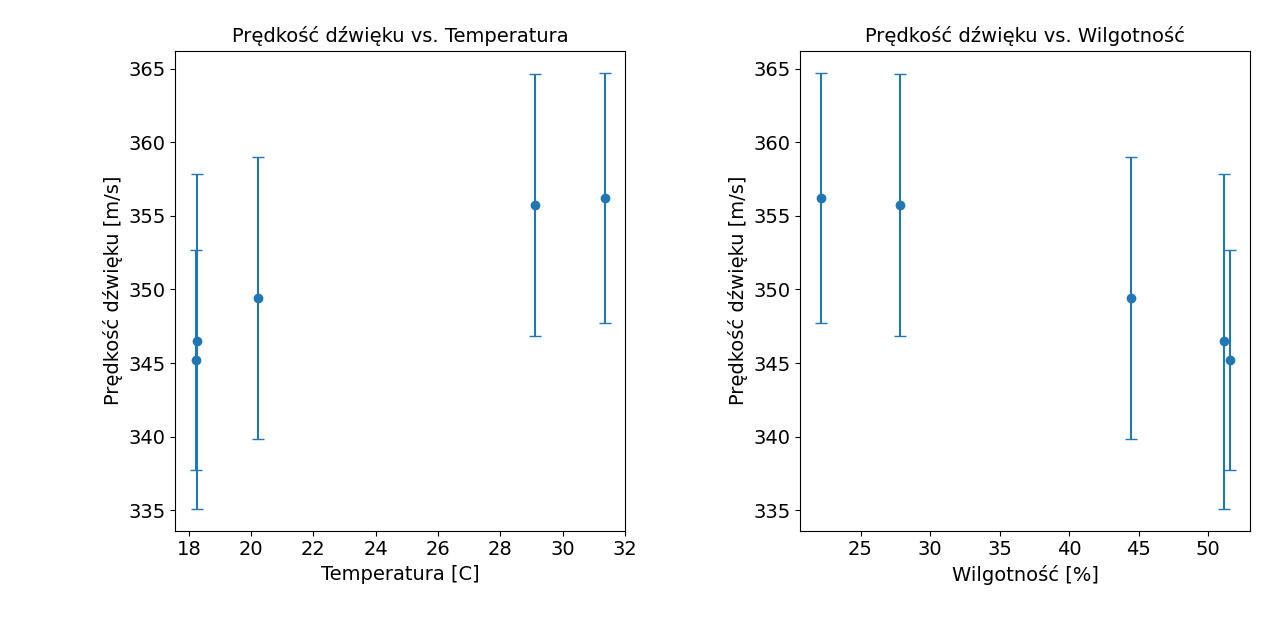 Prędkość dźwięku vs. Temperatura
365
360
355
350
345
340
335
Prędkość dźwięku [m/s]
18 20 22 24 26 28 30 32
Temperatura [C]
Prędkość dźwięku vs. Wilgotność
365
360
355
350
345
340
335
Prędkość dźwięku [m/s]
25 30 35 40 45 50
Wilgotność [%]